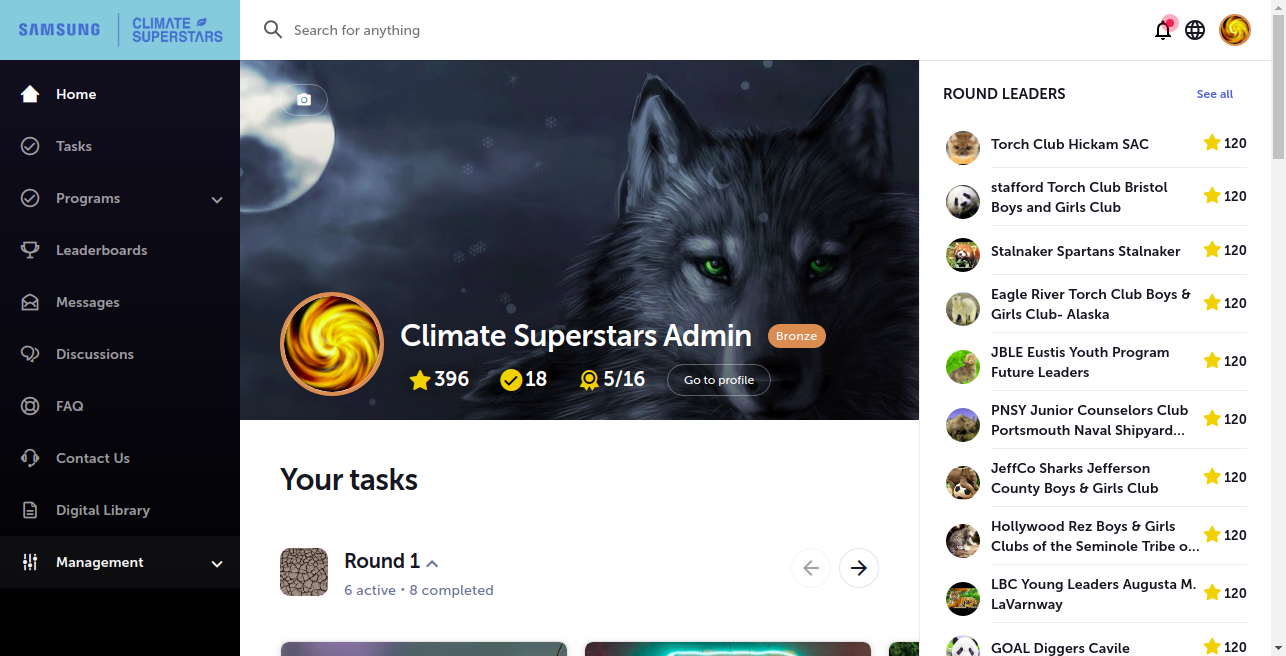 SAMSUNG
CLIMATE
SUPERSTARS
Search for anything
Home
Tasks
Programs
Leaderboards
Messages
Discussions
FAQ
Contact Us
Digital Library
Management
Climate Superstars Admin
Bronze
396
18
5/16
Go to profile
Your tasks
Round 1
6 active • 8 completed
ROUND LEADERS
See all
Torch Club Hickam SAC
120
stafford Torch Club Bristol
Boys and Girls Club
120
Stalnaker Spartans Stalnaker
120
Eagle River Torch Club Boys &
Girls Club- Alaska
120
JBLE Eustis Youth Program
Future Leaders
120
PNSY Junior Counselors Club
Portsmouth Naval Shipyard...
120
JeffCo Sharks Jefferson
County Boys & Girls Club
120
Hollywood Rez Boys & Girls
Clubs of the Seminole Tribe o...
120
LBC Young Leaders Augusta M.
LaVarnway
120
GOAL Diggers Cavile
120